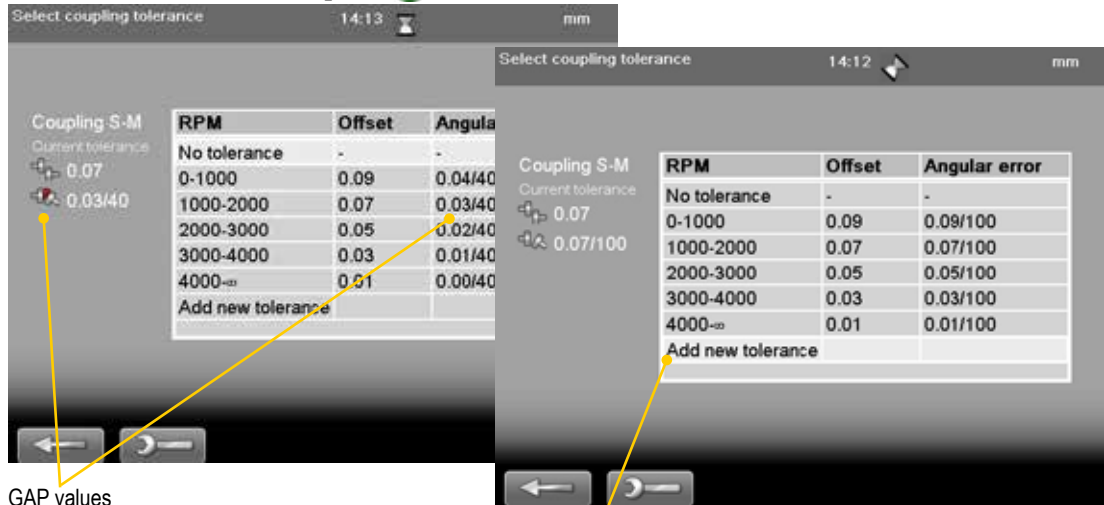 Select coupling tolerance 14:13 mm
Coupling S-M
Current tolerance
0.07
0.03/40
RPM Offset Angula
No tolerance - -
0-1000 0.09 0.04/40
1000-2000 0.07 0.03/40
2000-3000 0.05 0.02/40
3000-4000 0.03 0.01/40
4000-∞ 0.01 0.00/40
Add new tolerance
GAP values
Select coupling tolerance 14:12 mm
Coupling S-M
Current tolerance
0.07
0.07/100
RPM Offset Angular error
No tolerance - -
0-1000 0.09 0.09/100
1000-2000 0.07 0.07/100
2000-3000 0.05 0.05/100
3000-4000 0.03 0.03/100
4000-∞ 0.01 0.01/100
Add new tolerance